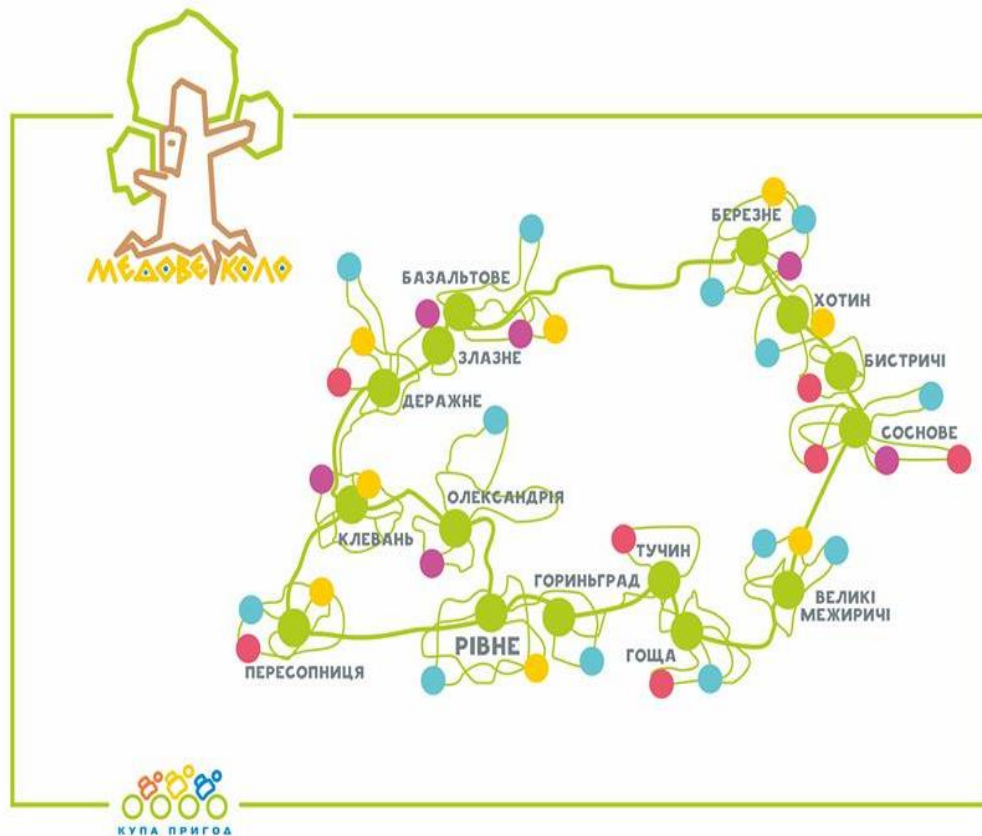 МЕДОВЕ КОЛО
БЕРЕЗНЕ
БАЗАЛЬТОВЕ
ХОТИН
ЗЛАЗНЕ
БИСТРИЧІ
ДЕРАЖНЕ
СОСНОВЕ
ОЛЕКСАНДРІЯ
КЛЕВАНЬ
ТУЧИН
ГОРИНЬГРАД
ВЕЛИКІ
МЕЖИРИЧІ
РІВНЕ
ГОЩА
ПЕРЕСОПНИЦЯ
КУПА ПРИГОД